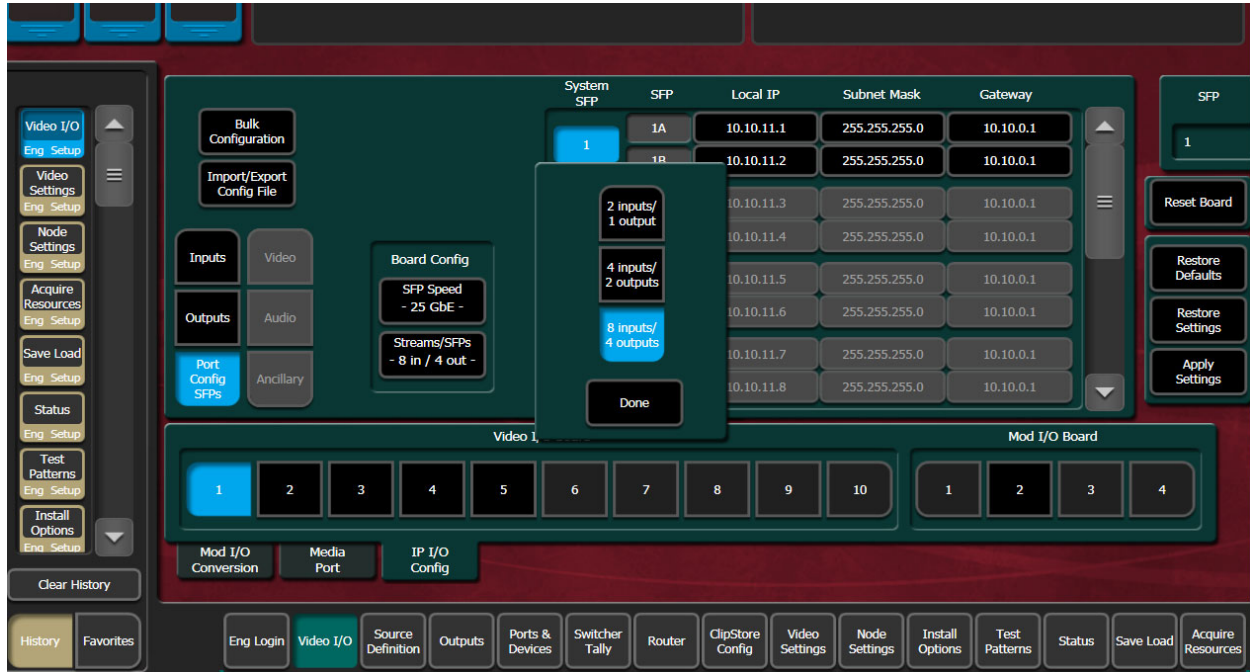 Video I/O
Eng Setup
Video
Settings
Eng Setup
Node
Settings
Eng Setup
Acquire
Resources
Eng Setup
Save Load
Eng Setup
Status
Eng Setup
Test
Patterns
Eng Setup
Install
Options
Eng Setup
Clear History
History
Favorites
Bulk
Configuration
Import/Export
Config File
Inputs
Video
Outputs
Audio
Port
Config
SFPs
Ancillary
Board Config
SFP Speed
- 25 GbE -
Streams/SFPs
- 8 in / 4 out -
System
SFP
SFP
Local IP
Subnet Mask
Gateway
1
1A
10.10.11.1
255.255.255.0
10.10.0.1
1B
10.10.11.2
255.255.255.0
10.10.0.1
10.10.11.3
255.255.255.0
10.10.0.1
10.10.11.4
255.255.255.0
10.10.0.1
10.10.11.5
255.255.255.0
10.10.0.1
10.10.11.6
255.255.255.0
10.10.0.1
10.10.11.7
255.255.255.0
10.10.0.1
10.10.11.8
255.255.255.0
10.10.0.1
2 inputs/
1 output
4 inputs/
2 outputs
8 inputs/
4 outputs
Done
SFP
1
Reset Board
Restore
Defaults
Restore
Settings
Apply
Settings
Video
1
2
3
4
5
6
7
8
9
10
Mod I/O Board
1
2
3
4
Mod I/O
Conversion
Media
Port
IP I/O
Config
Eng Login
Video I/O
Source
Definition
Outputs
Ports &
Devices
Switcher
Tally
Router
ClipStore
Config
Video
Settings
Node
Settings
Install
Options
Test
Patterns
Status
Save Load
Acquire
Resources